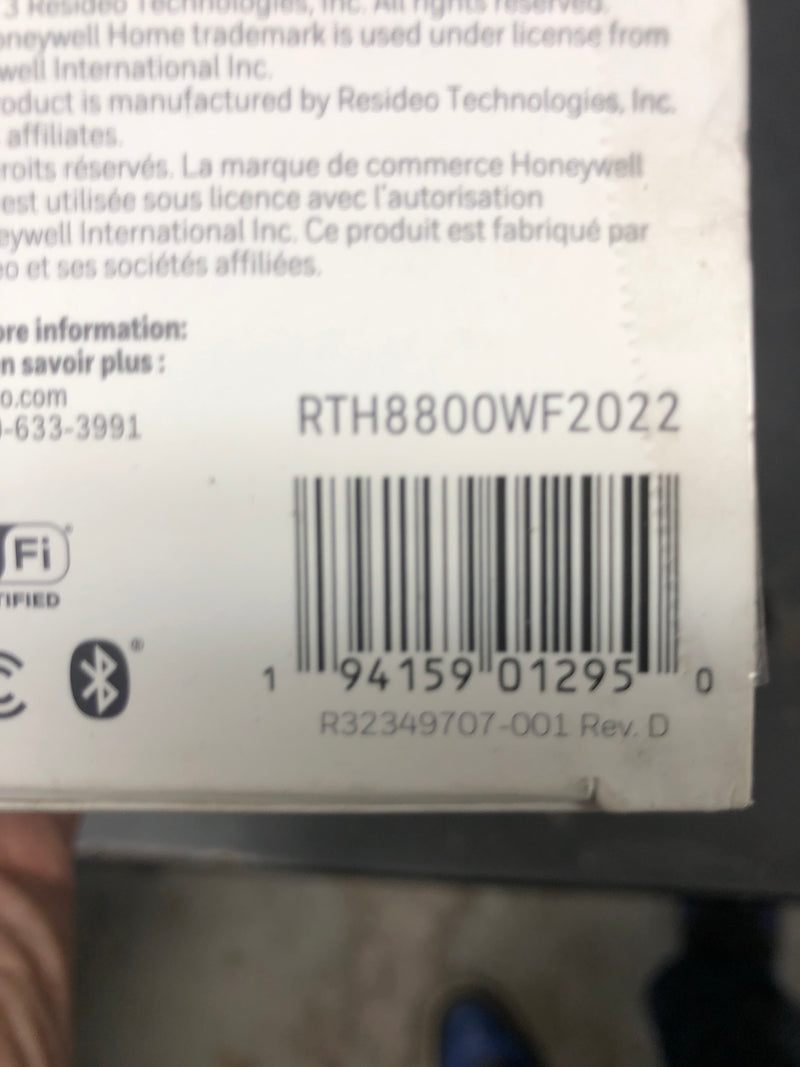 3 Resideo Technologies, Inc. All rights reserved.
oneywell Home trademark is used under license from
well International Inc.
oduct is manufactured by Resideo Technologies, Inc.
affiliates.
roits réservés. La marque de commerce Honeywell
est utilisée sous licence avec l'autorisation
eywell International Inc. Ce produit est fabriqué par
eo et ses sociétés affiliées.
ore information:
n savoir plus :
o.com
-633-3991
RTH8800WF2022
Fi
TIFIED
®
1 94159 01295 0
R32349707-001 Rev. D